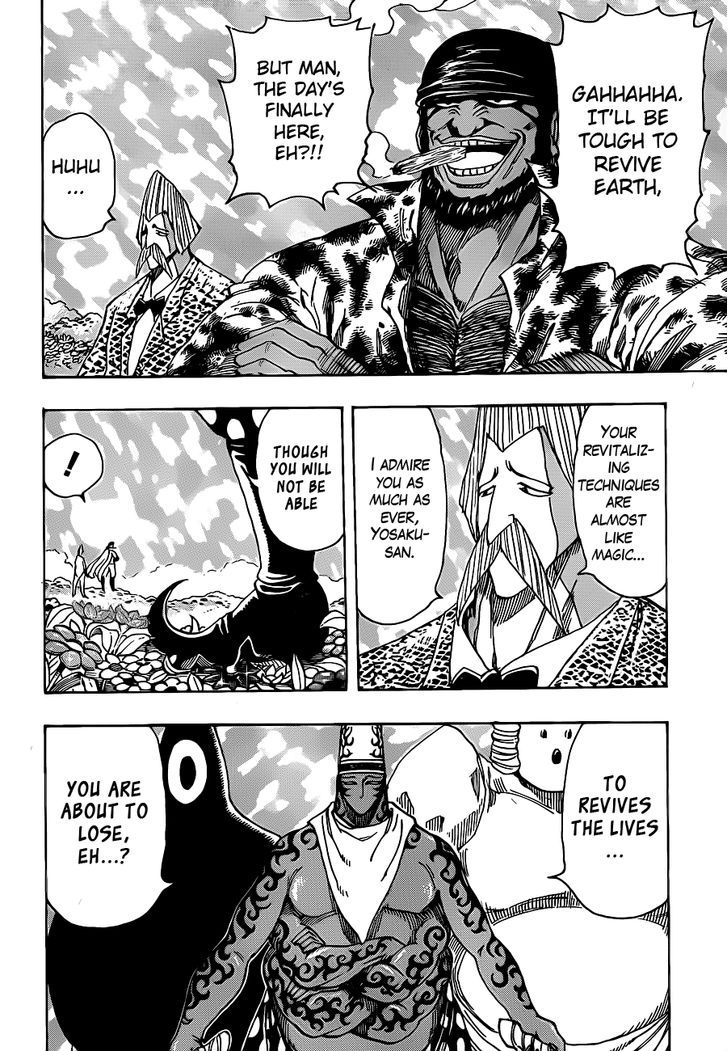 GAHHAHHA.
IT'LL BE
TOUGH TO
REVIVE
EARTH,
BUT MAN,
THE DAY'S
FINALLY
HERE,
EH?!!
HUHU
...
YOUR
REVITALIZ-
ING
TECHNIQUES
ARE
ALMOST
LIKE
MAGIC...
I ADMIRE
YOU AS
MUCH AS
EVER,
YOSAKU-
SAN.
THOUGH
YOU WILL
NOT BE
ABLE
!
TO
REVIVES
THE LIVES
...
YOU ARE
ABOUT TO
LOSE,
EH...?